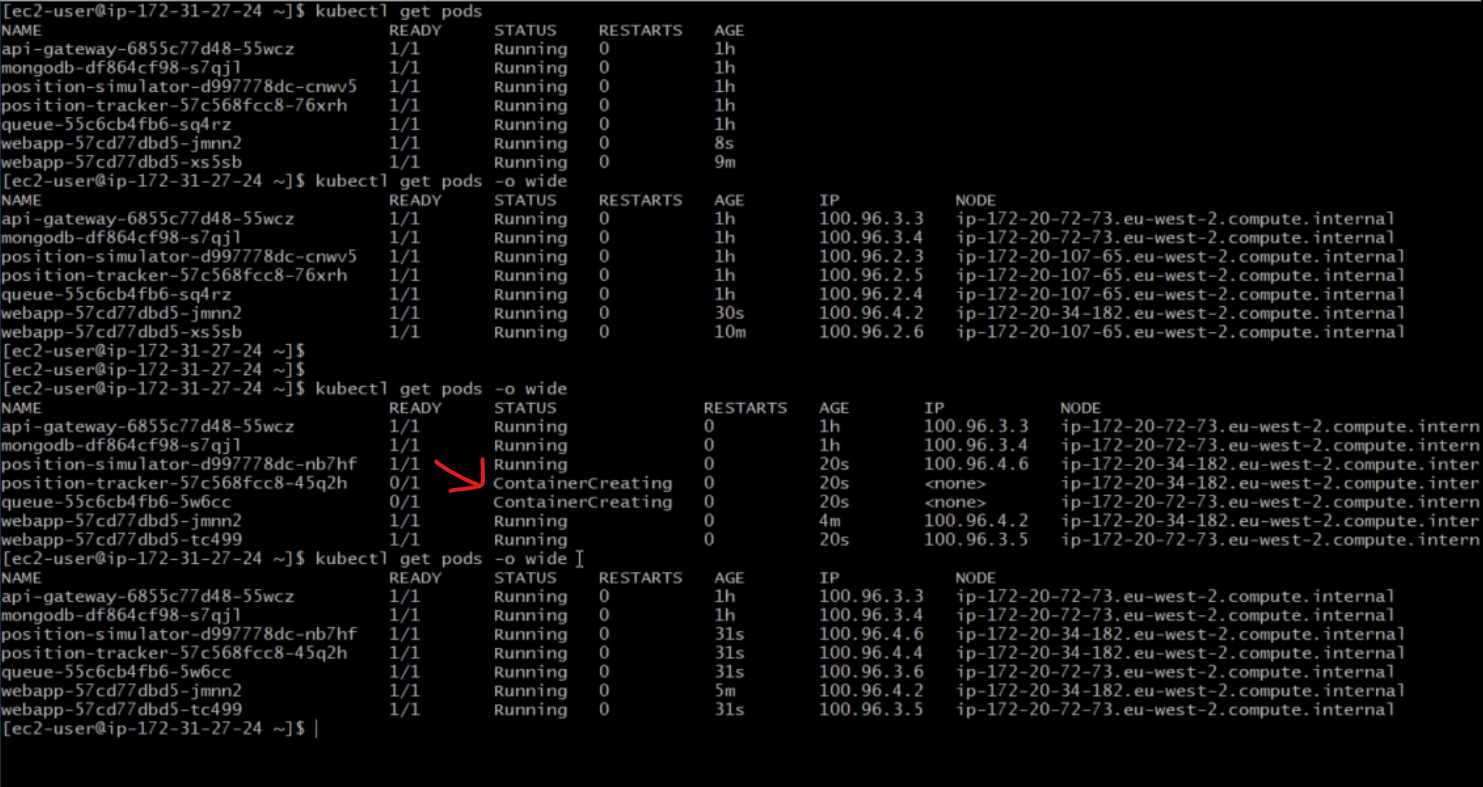 [ec2-user@ip-172-31-27-24 ~]$ kubectl get pods
NAME READY STATUS RESTARTS AGE
api-gateway-6855c77d48-55wcz 1/1 Running 0 1h
mongodb-df864cf98-s7qjl 1/1 Running 0 1h
position-simulator-d997778dc-cnwv5 1/1 Running 0 1h
position-tracker-57c568fcc8-76xrh 1/1 Running 0 1h
queue-55c6cb4fb6-sq4rz 1/1 Running 0 1h
webapp-57cd77dbd5-jmnn2 1/1 Running 0 8s
webapp-57cd77dbd5-xs5sb 1/1 Running 0 9m
[ec2-user@ip-172-31-27-24 ~]$ kubectl get pods -o wide
NAME READY STATUS RESTARTS AGE IP NODE
api-gateway-6855c77d48-55wcz 1/1 Running 0 1h 100.96.3.3 ip-172-20-72-73.eu-west-2.compute.internal
mongodb-df864cf98-s7qjl 1/1 Running 0 1h 100.96.3.4 ip-172-20-72-73.eu-west-2.compute.internal
position-simulator-d997778dc-cnwv5 1/1 Running 0 1h 100.96.2.3 ip-172-20-107-65.eu-west-2.compute.internal
position-tracker-57c568fcc8-76xrh 1/1 Running 0 1h 100.96.2.5 ip-172-20-107-65.eu-west-2.compute.internal
queue-55c6cb4fb6-sq4rz 1/1 Running 0 1h 100.96.2.4 ip-172-20-107-65.eu-west-2.compute.internal
webapp-57cd77dbd5-jmnn2 1/1 Running 0 30s 100.96.4.2 ip-172-20-34-182.eu-west-2.compute.internal
webapp-57cd77dbd5-xs5sb 1/1 Running 0 10m 100.96.2.6 ip-172-20-107-65.eu-west-2.compute.internal
[ec2-user@ip-172-31-27-24 ~]$
[ec2-user@ip-172-31-27-24 ~]$
[ec2-user@ip-172-31-27-24 ~]$ kubectl get pods -o wide
NAME READY STATUS RESTARTS AGE IP NODE
api-gateway-6855c77d48-55wcz 1/1 Running 0 1h 100.96.3.3 ip-172-20-72-73.eu-west-2.compute.intern
mongodb-df864cf98-s7qjl 1/1 Running 0 1h 100.96.3.4 ip-172-20-72-73.eu-west-2.compute.intern
position-simulator-d997778dc-nb7hf 1/1 Running 0 20s 100.96.4.6 ip-172-20-34-182.eu-west-2.compute.inter
position-tracker-57c568fcc8-45q2h 0/1 ContainerCreating 0 20s <none> ip-172-20-34-182.eu-west-2.compute.inter
queue-55c6cb4fb6-5w6cc 0/1 ContainerCreating 0 20s <none> ip-172-20-72-73.eu-west-2.compute.intern
webapp-57cd77dbd5-jmnn2 1/1 Running 0 4m 100.96.4.2 ip-172-20-34-182.eu-west-2.compute.inter
webapp-57cd77dbd5-tc499 1/1 Running 0 20s 100.96.3.5 ip-172-20-72-73.eu-west-2.compute.intern
[ec2-user@ip-172-31-27-24 ~]$ kubectl get pods -o wide
NAME READY STATUS RESTARTS AGE IP NODE
api-gateway-6855c77d48-55wcz 1/1 Running 0 1h 100.96.3.3 ip-172-20-72-73.eu-west-2.compute.internal
mongodb-df864cf98-s7qjl 1/1 Running 0 1h 100.96.3.4 ip-172-20-72-73.eu-west-2.compute.internal
position-simulator-d997778dc-nb7hf 1/1 Running 0 31s 100.96.4.6 ip-172-20-34-182.eu-west-2.compute.internal
position-tracker-57c568fcc8-45q2h 1/1 Running 0 31s 100.96.4.4 ip-172-20-34-182.eu-west-2.compute.internal
queue-55c6cb4fb6-5w6cc 1/1 Running 0 31s 100.96.3.6 ip-172-20-72-73.eu-west-2.compute.internal
webapp-57cd77dbd5-jmnn2 1/1 Running 0 5m 100.96.4.2 ip-172-20-34-182.eu-west-2.compute.internal
webapp-57cd77dbd5-tc499 1/1 Running 0 31s 100.96.3.5 ip-172-20-72-73.eu-west-2.compute.internal
[ec2-user@ip-172-31-27-24 ~]$